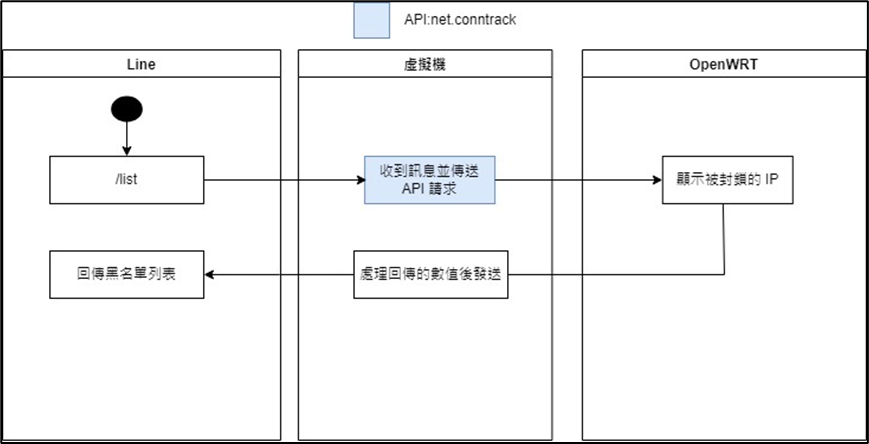 API:net.conntrack
Line
虛擬機
OpenWRT
/list
收到訊息並傳送
API 請求
顯示被封鎖的 IP
回傳黑名單列表
處理回傳的數值後發送